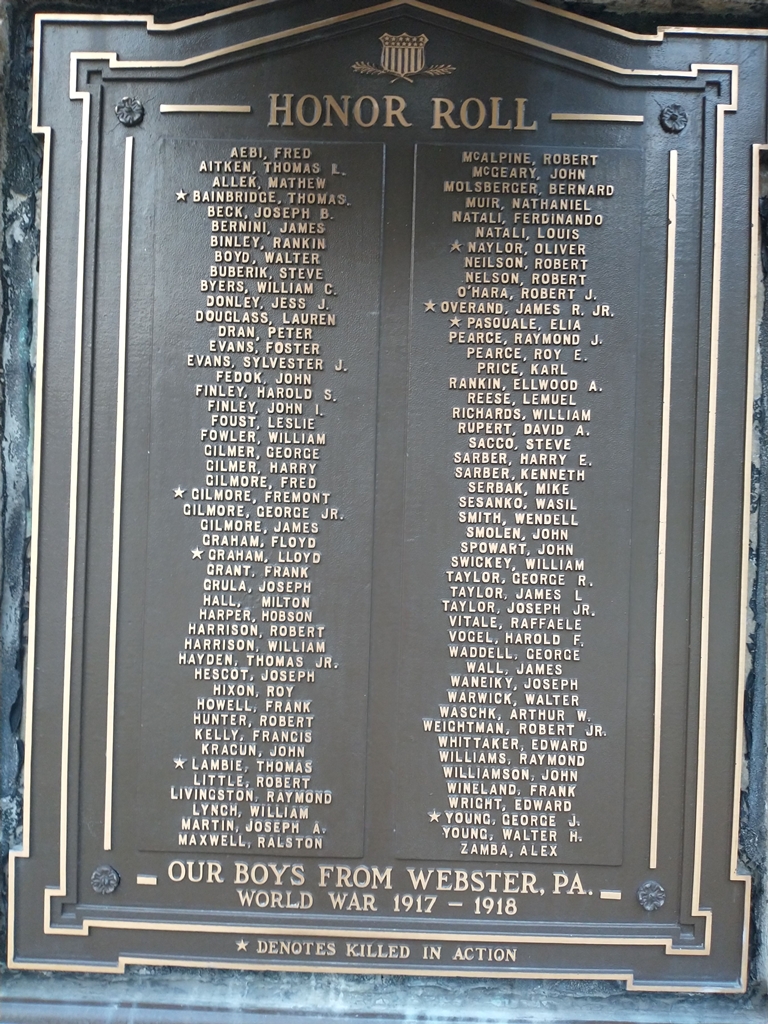 HONOR ROLL
AEBI, FRED
AITKEN, THOMAS L.
ALLEK, MATHEW
★ BAINBRIDGE, THOMAS.
BECK, JOSEPH B.
BERNINI, JAMES
BINLEY, RANKIN
BOYD, WALTER
BUBERIK, STEVE
BYERS, WILLIAM C.
DONLEY, JESS J.
DOUGLASS, LAUREN
DRAN, PETER
EVANS, FOSTER
EVANS, SYLVESTER J.
FEDOK, JOHN
FINLEY, HAROLD S.
FINLEY, JOHN I.
FOUST, LESLIE
FOWLER, WILLIAM
GILMER, GEORGE
GILMER, HARRY
GILMORE, FRED
★ GILMORE, FREMONT
GILMORE, GEORGE JR.
GILMORE, JAMES
GRAHAM, FLOYD
★ GRAHAM, LLOYD
GRANT, FRANK
GRULA, JOSEPH
HALL, MILTON
HARPER, HOBSON
HARRISON, ROBERT
HARRISON, WILLIAM
HAYDEN, THOMAS JR.
HESCOT, JOSEPH
HIXON, ROY
HOWELL, FRANK
HUNTER, ROBERT
KELLY, FRANCIS
KRACUN, JOHN
★ LAMBIE, THOMAS
LITTLE, ROBERT
LIVINGSTON, RAYMOND
LYNCH, WILLIAM
MARTIN, JOSEPH A.
MAXWELL, RALSTON
McALPINE, ROBERT
McGEARY, JOHN
MOLSBERGER, BERNARD
MUIR, NATHANIEL
NATALI, FERDINANDO
NATALI, LOUIS
★ NAYLOR, OLIVER
NEILSON, ROBERT
NELSON, ROBERT
O'HARA, ROBERT J.
★ OVERAND, JAMES R. JR.
★ PASQUALE, ELIA
PEARCE, RAYMOND J.
PEARCE, ROY E.
PRICE, KARL
RANKIN, ELLWOOD A.
REESE, LEMUEL
RICHARDS, WILLIAM
RUPERT, DAVID A.
SACCO, STEVE
SARBER, HARRY E.
SARBER, KENNETH
SERBAK, MIKE
SESANKO, WASIL
SMITH, WENDELL
SMOLEN, JOHN
SPOWART, JOHN
SWICKEY, WILLIAM
TAYLOR, GEORGE R.
TAYLOR, JAMES L
TAYLOR, JOSEPH JR.
VITALE, RAFFAELE
VOGEL, HAROLD F.
WADDELL, GEORGE
WALL, JAMES
WANEIKY, JOSEPH
WARWICK, WALTER
WASCHK, ARTHUR W.
WEIGHTMAN, ROBERT JR.
WHITTAKER, EDWARD
WILLIAMS, RAYMOND
WILLIAMSON, JOHN
WINELAND, FRANK
WRIGHT, EDWARD
★ YOUNG, GEORGE J.
YOUNG, WALTER H.
ZAMBA, ALEX
OUR BOYS FROM WEBSTER, PA.
WORLD WAR 1917 – 1918
★ DENOTES KILLED IN ACTION